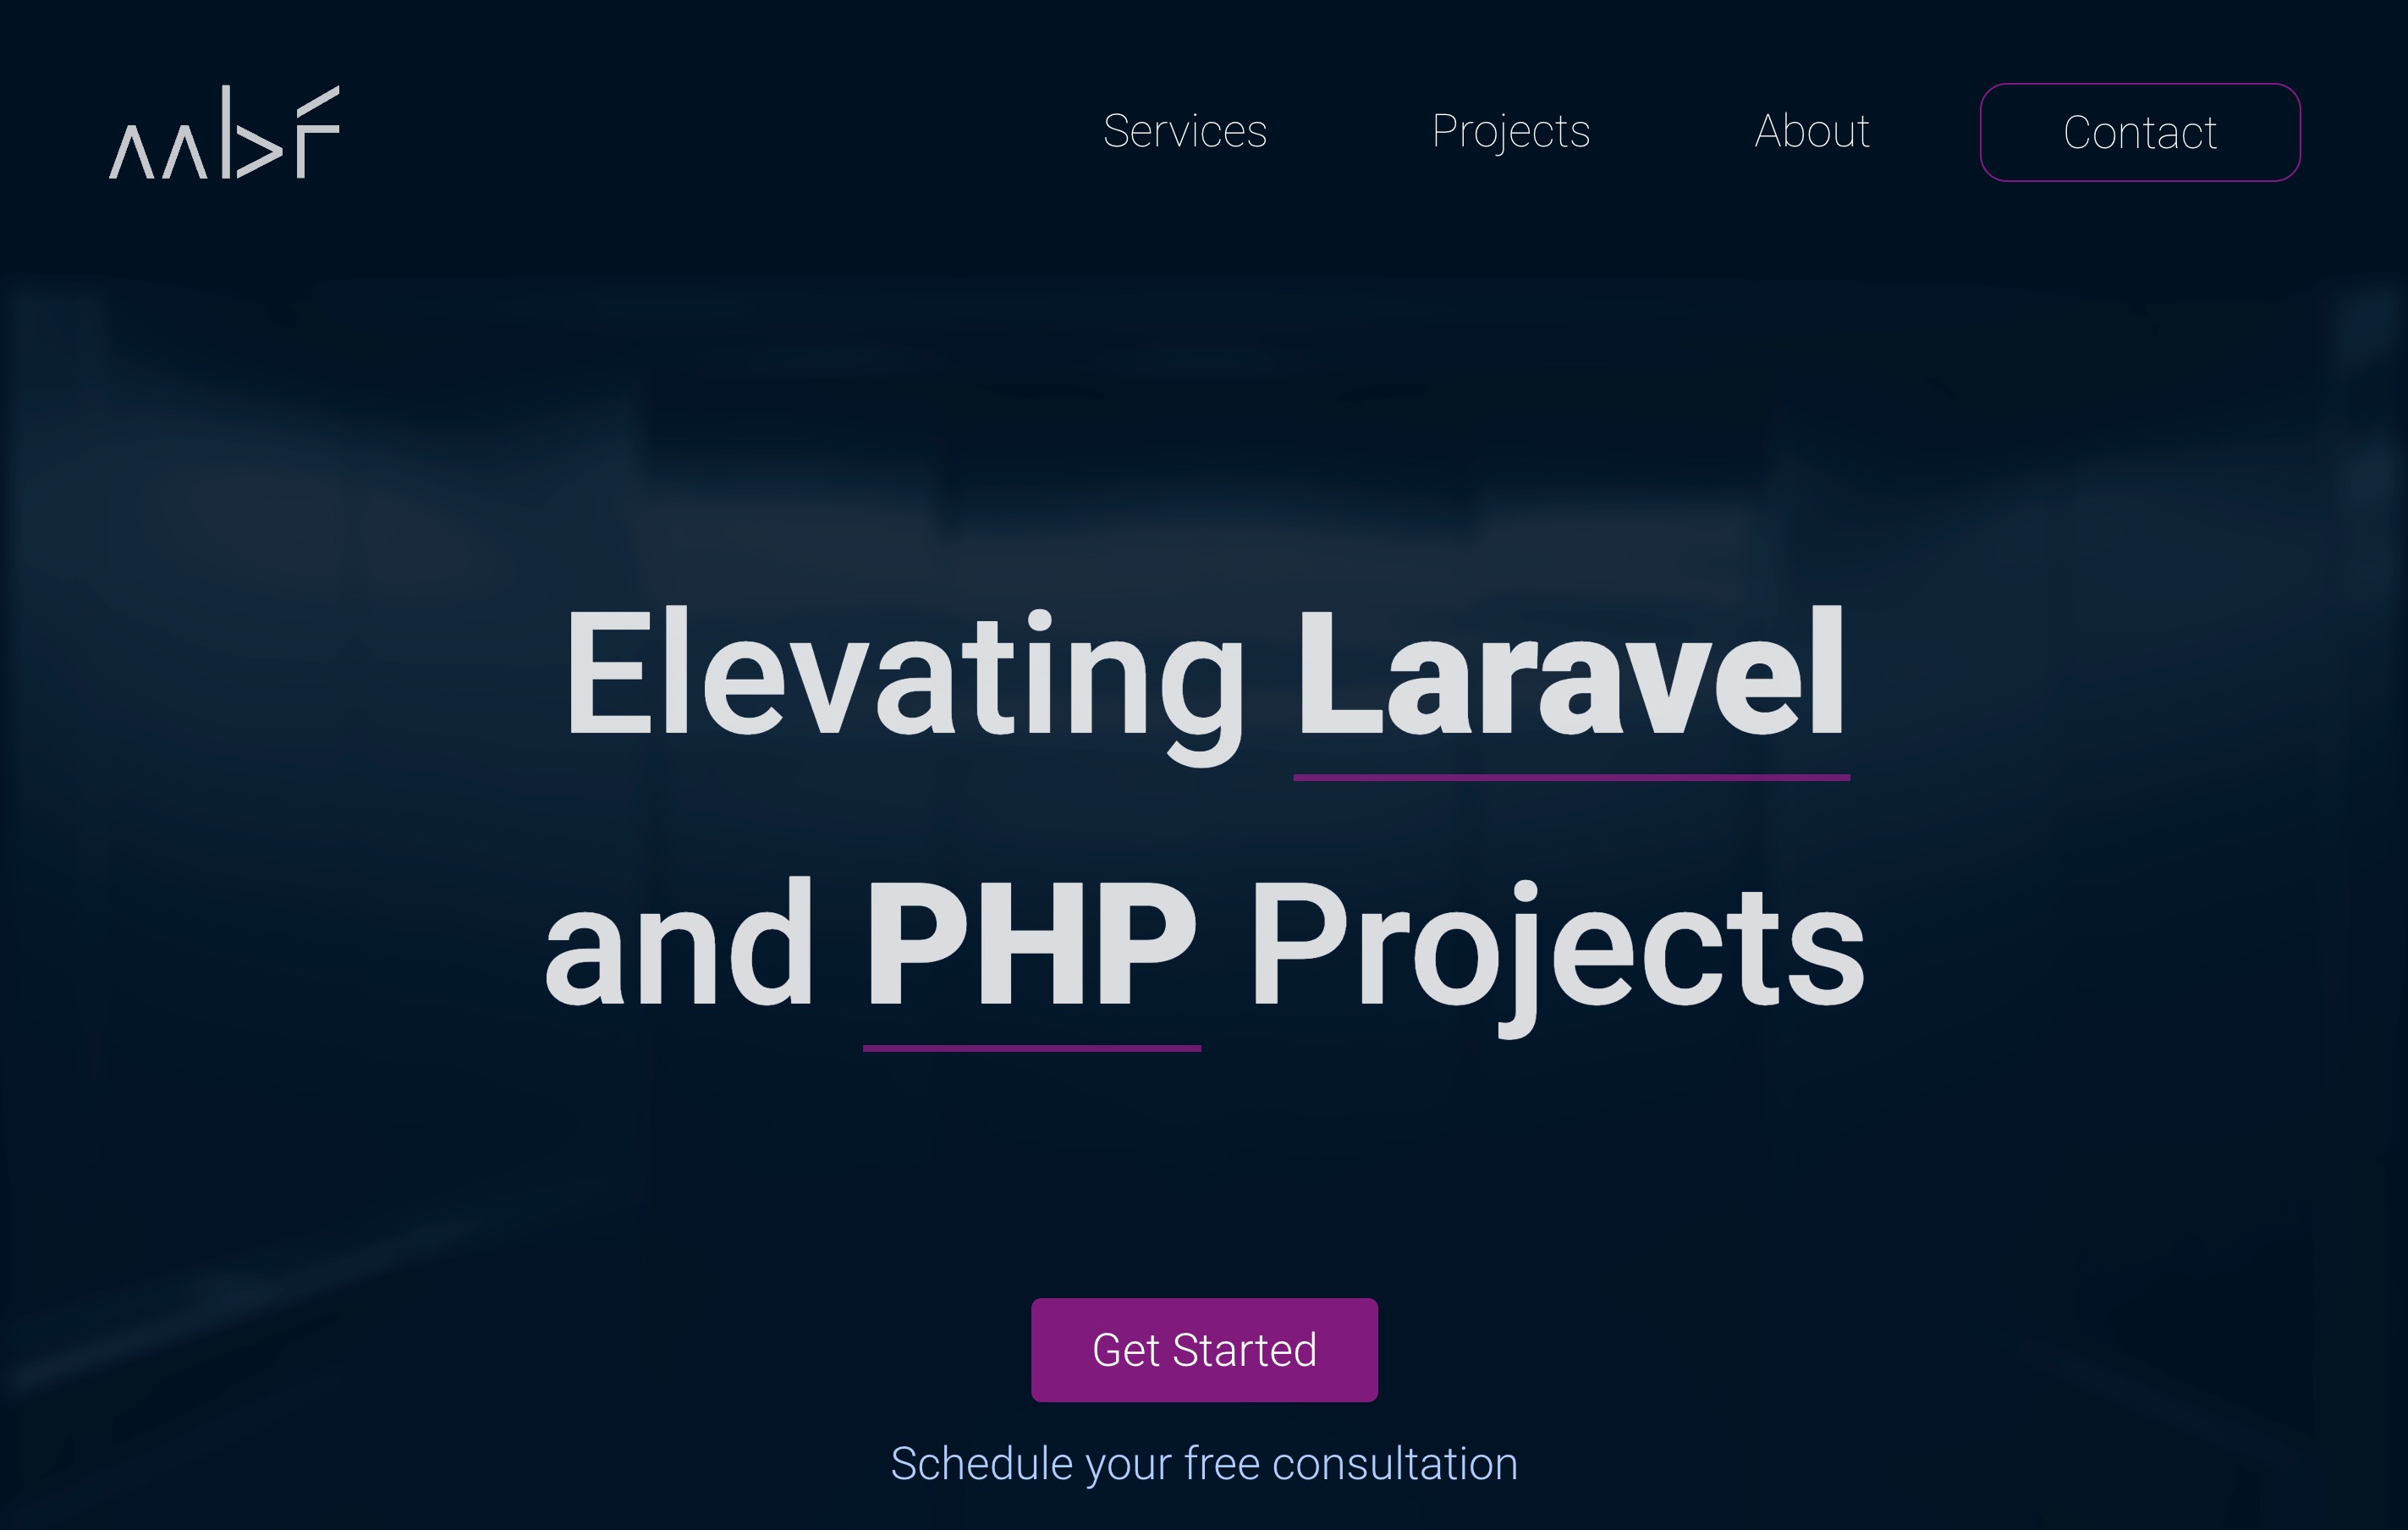 Services Projects About Contact
Elevating Laravel
and PHP Projects
Get Started
Schedule your free consultation